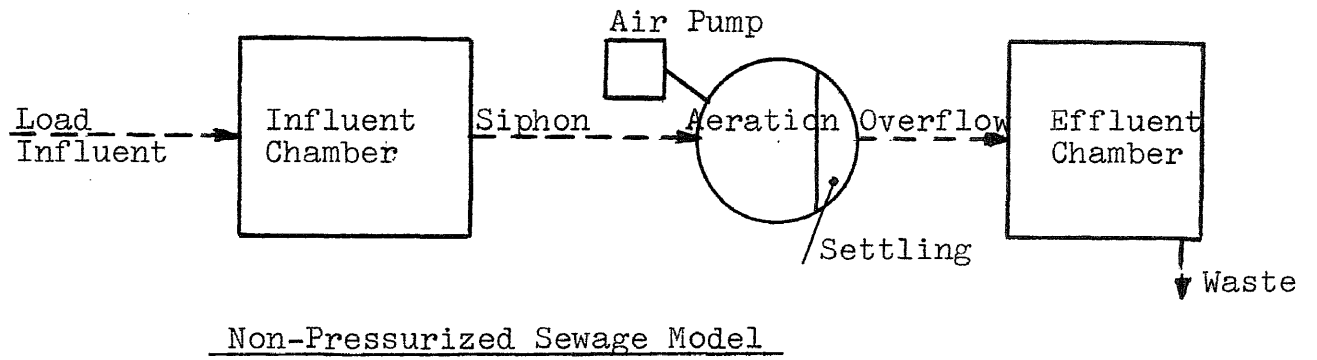 Air Pump
Load
Influent
Influent
Chamber
Siphon
Aeration
Overflow
Effluent
Chamber
Settling
Waste
Non-Pressurized Sewage Model